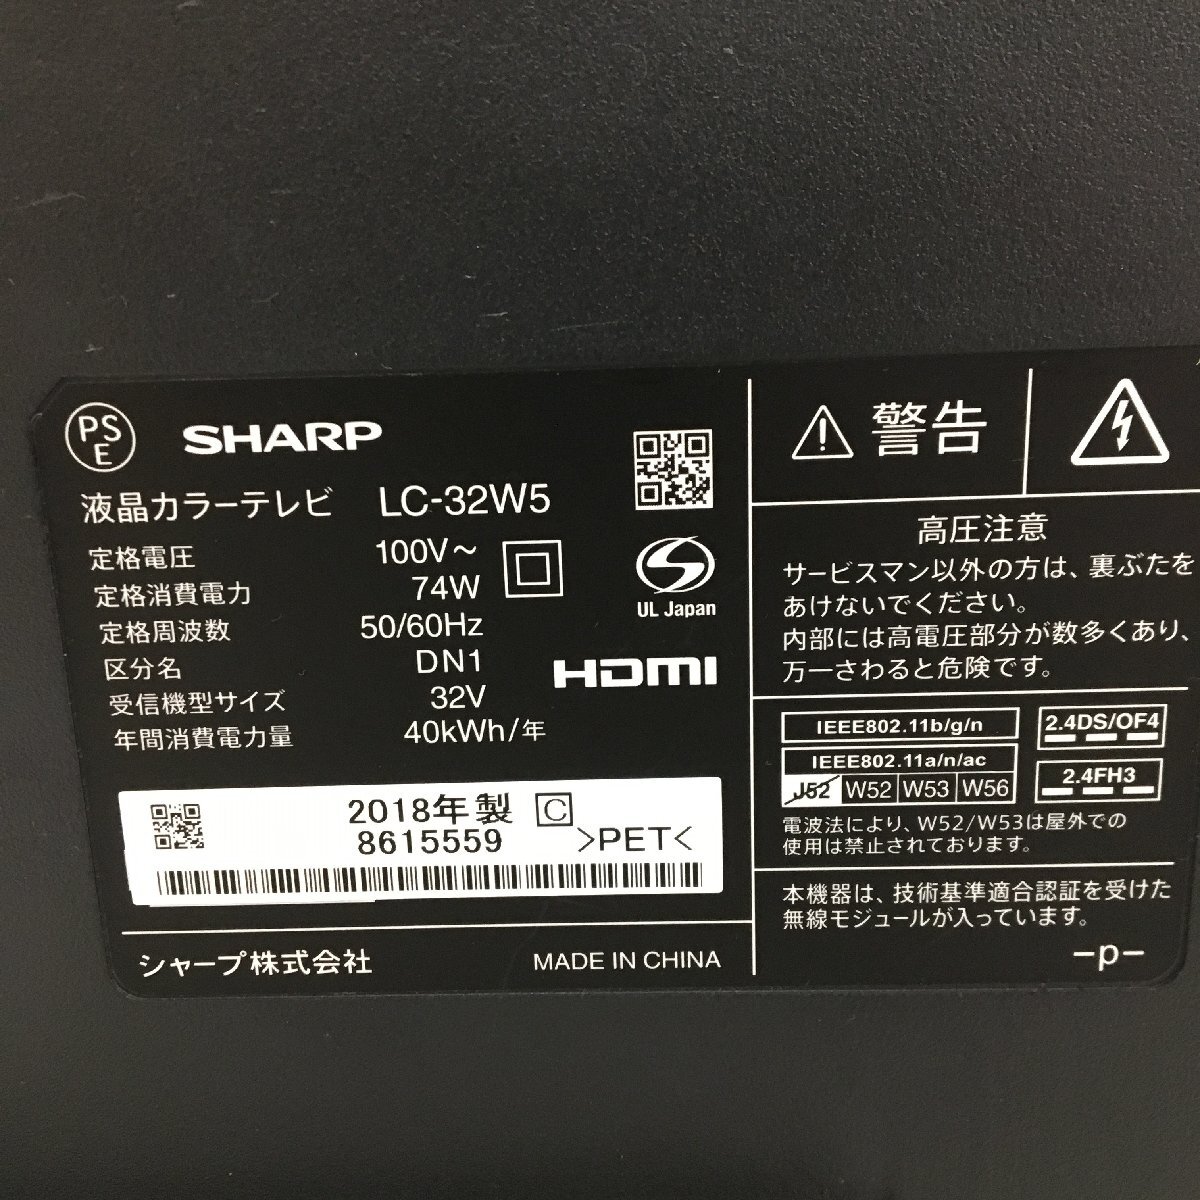 PS
E
SHARP
液晶カラーテレビ LC-32W5
定格電圧 100V～
定格消費電力 74W
定格周波数 50/60Hz
区分名 DN1
受信機型サイズ 32V
年間消費電力量 40kWh/年
UL Japan
HDMI
2018年製 C
8615559 >PET<
シャープ株式会社 MADE IN CHINA
警告
高圧注意
サービスマン以外の方は、裏ぶたを
あけないでください。
内部には高電圧部分が数多くあり、
万一さわると危険です。
IEEE802.11b/g/n
IEEE802.11a/n/ac
J52 W52 W53 W56
2.4DS/OF4
2.4FH3
電波法により、W52/W53は屋外での
使用は禁止されております。
本機器は、技術基準適合認証を受けた
無線モジュールが入っています。
-p-